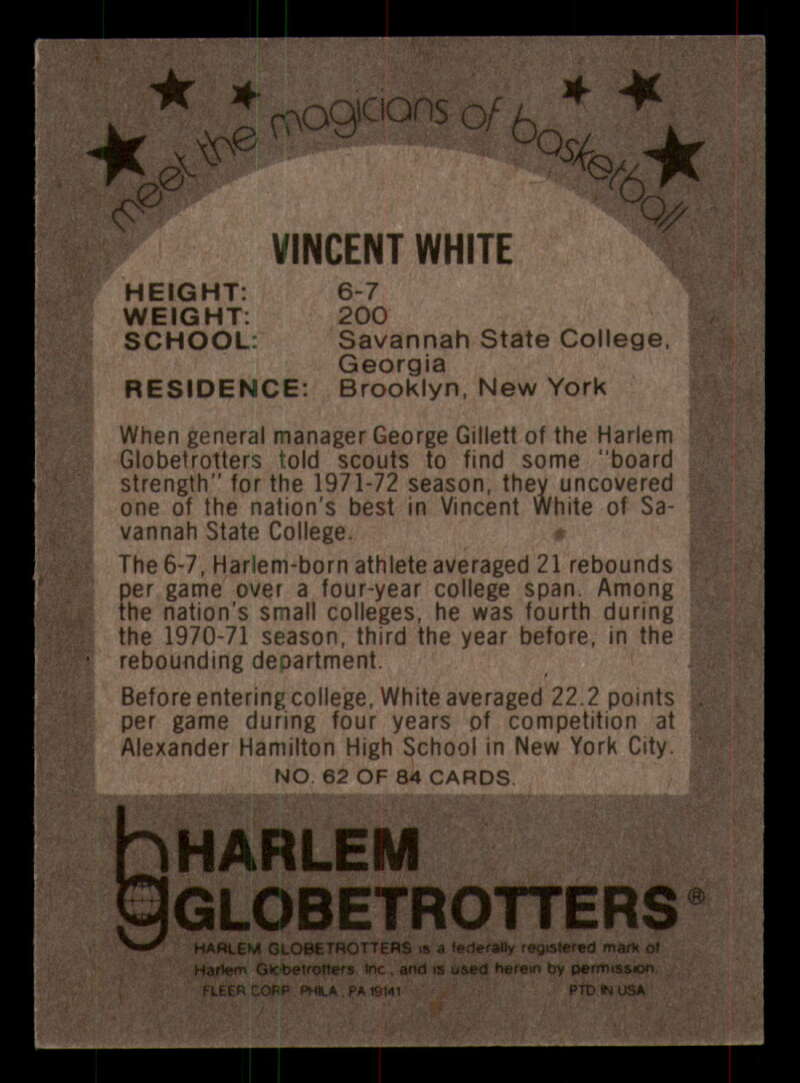 meet the magicians of basketball
VINCENT WHITE
HEIGHT: 6-7
WEIGHT: 200
SCHOOL: Savannah State College,
Georgia
RESIDENCE: Brooklyn, New York
When general manager George Gillett of the Harlem
Globetrotters told scouts to find some "board
strength" for the 1971-72 season, they uncovered
one of the nation's best in Vincent White of Sa-
vannah State College.
The 6-7, Harlem-born athlete averaged 21 rebounds
per game over a four-year college span. Among
the nation's small colleges, he was fourth during
the 1970-71 season, third the year before, in the
rebounding department.
Before entering college, White averaged 22.2 points
per game during four years of competition at
Alexander Hamilton High School in New York City.
NO. 62 OF 84 CARDS.
hg HARLEM
GLOBETROTTERS®
HARLEM GLOBETROTTERS is a federally registered mark of
Harlem Globetrotters, Inc., and is used herein by permission.
FLEER CORP. PHILA., PA 19141 PTD. IN USA